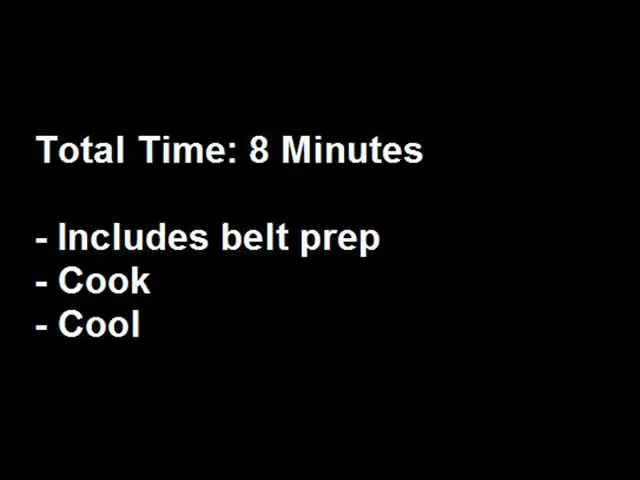 Total Time: 8 Minutes
- Includes belt prep
- Cook
- Cool